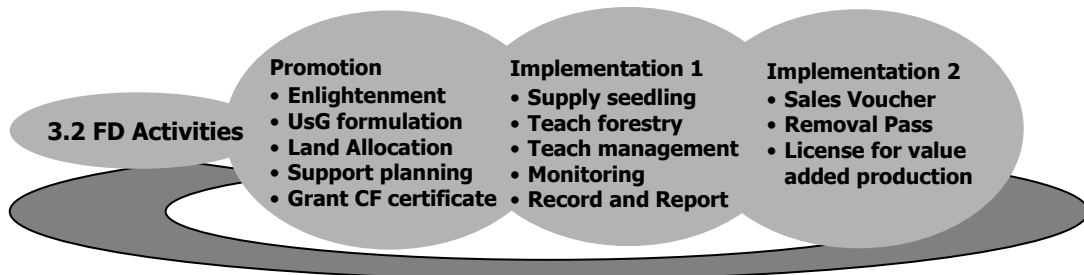 3.2 FD Activities
Promotion
• Enlightenment
• UsG formulation
• Land Allocation
• Support planning
• Grant CF certificate
Implementation 1
• Supply seedling
• Teach forestry
• Teach management
• Monitoring
• Record and Report
Implementation 2
• Sales Voucher
• Removal Pass
• License for value
added production